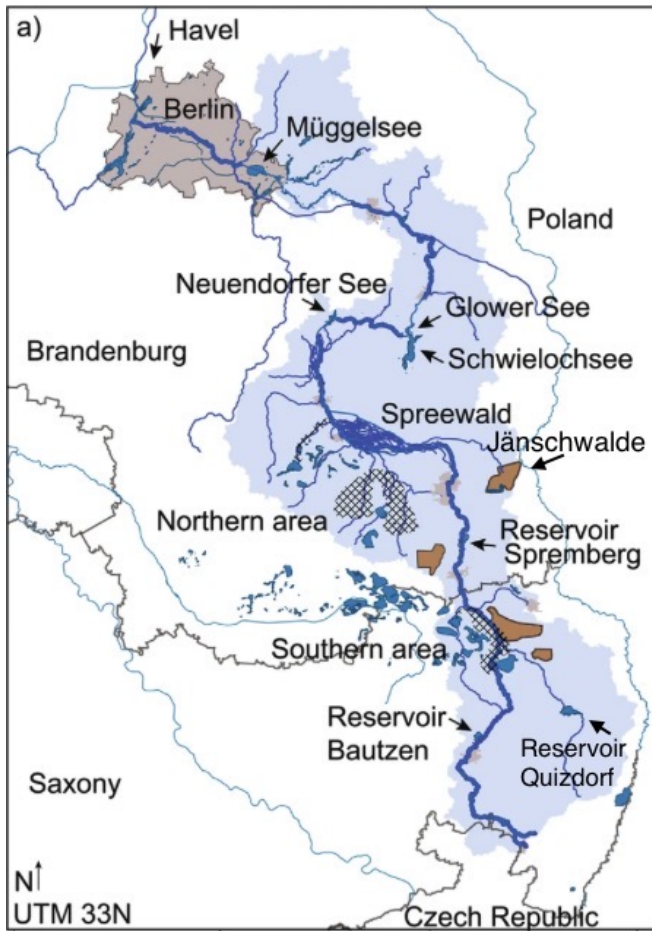 a)
Havel
Berlin
Müggelsee
Poland
Neuendorfer See
Glower See
Schwielochsee
Brandenburg
Spreewald
Jänschwalde
Northern area
Reservoir
Spremberg
Southern area
Reservoir
Bautzen
Reservoir
Quizdorf
Saxony
N
UTM 33N
Czech Republic